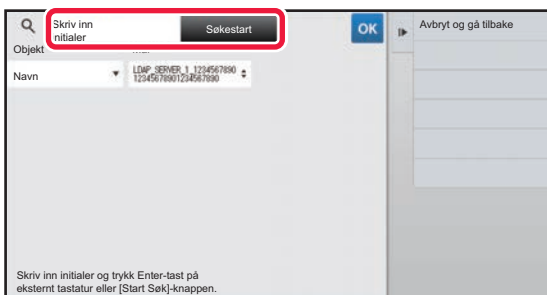 Skriv inn
initialer
Søkestart
OK
Avbryt og gå tilbake
Objekt
Navn
LDAP_SERVER_1_1234567890
12345678901234567890
Skriv inn initialer og trykk Enter-tast på
eksternt tastatur eller [Start Søk]-knappen.